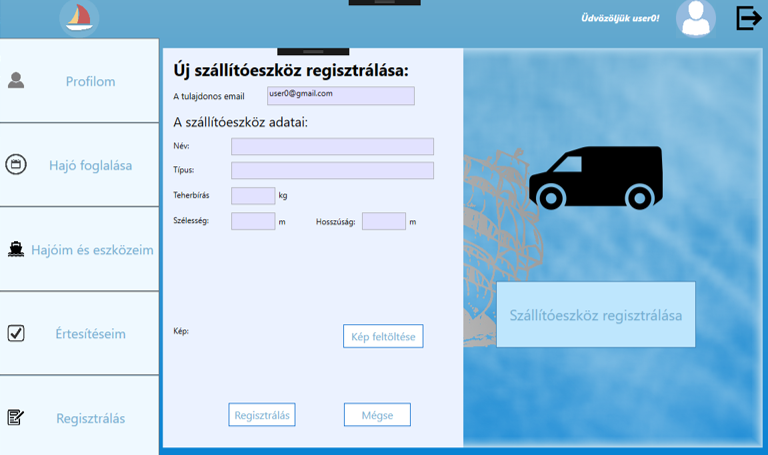 Üdvözöljük user0!
Profilom
Hajó foglalása
Hajóim és eszközeim
Értesítéseim
Regisztrálás
Új szállítóeszköz regisztrálása:
A tulajdonos email user0@gmail.com
A szállítóeszköz adatai:
Név:
Típus:
Teherbírás kg
Szélesség: m Hosszúság: m
Kép: Kép feltöltése
Regisztrálás Mégse
Szállítóeszköz regisztrálása